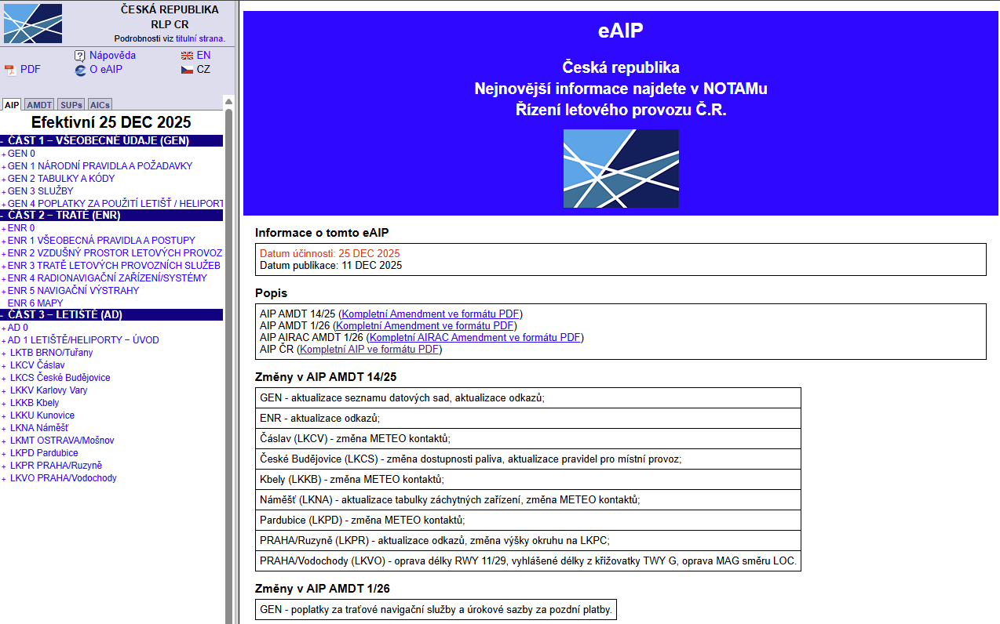 ČESKÁ REPUBLIKA
RLP CR
Podrobnosti viz titulní strana.
Nápověda
EN
PDF
O eAIP
CZ
AIP AMDT SUPs AICs
Efektivní 25 DEC 2025
- ČÁST 1 – VŠEOBECNÉ ÚDAJE (GEN)
+GEN 0
+GEN 1 NÁRODNÍ PRAVIDLA A POŽADAVKY
+GEN 2 TABULKY A KÓDY
+GEN 3 SLUŽBY
+GEN 4 POPLATKY ZA POUŽITÍ LETIŠŤ / HELIPORT
- ČÁST 2 – TRATĚ (ENR)
+ENR 0
+ENR 1 VŠEOBECNÁ PRAVIDLA A POSTUPY
+ENR 2 VZDUŠNÝ PROSTOR LETOVÝCH PROVOZ
+ENR 3 TRATĚ LETOVÝCH PROVOZNÍCH SLUŽEB
+ENR 4 RADIONAVIGAČNÍ ZAŘÍZENÍ/SYSTÉMY
+ENR 5 NAVIGAČNÍ VÝSTRAHY
ENR 6 MAPY
- ČÁST 3 – LETIŠTĚ (AD)
+AD 0
+AD 1 LETIŠTĚ/HELIPORTY – ÚVOD
+ LKTB BRNO/Tuřany
+ LKCV Čáslav
+ LKCS České Budějovice
+ LKKV Karlovy Vary
+ LKKB Kbely
+ LKKU Kunovice
+ LKNA Náměšť
+ LKMT OSTRAVA/Mošnov
+ LKPD Pardubice
+ LKPR PRAHA/Ruzyně
+ LKVO PRAHA/Vodochody
eAIP
Česká republika
Nejnovější informace najdete v NOTAMu
Řízení letového provozu Č.R.
Informace o tomto eAIP
Datum účinnosti: 25 DEC 2025
Datum publikace: 11 DEC 2025
Popis
AIP AMDT 14/25 (Kompletní Amendment ve formátu PDF)
AIP AMDT 1/26 (Kompletní Amendment ve formátu PDF)
AIP AIRAC AMDT 1/26 (Kompletní AIRAC Amendment ve formátu PDF)
AIP ČR (Kompletní AIP ve formátu PDF)
Změny v AIP AMDT 14/25
GEN - aktualizace seznamu datových sad, aktualizace odkazů;
ENR - aktualizace odkazů;
Čáslav (LKCV) - změna METEO kontaktů;
České Budějovice (LKCS) - změna dostupnosti paliva, aktualizace pravidel pro místní provoz;
Kbely (LKKB) - změna METEO kontaktů;
Náměšť (LKNA) - aktualizace tabulky záchytných zařízení, změna METEO kontaktů;
Pardubice (LKPD) - změna METEO kontaktů;
PRAHA/Ruzyně (LKPR) - aktualizace odkazů, změna výšky okruhu na LKPC;
PRAHA/Vodochody (LKVO) - oprava délky RWY 11/29, vyhlášené délky z křižovatky TWY G, oprava MAG směru LOC.
Změny v AIP AMDT 1/26
GEN - poplatky za traťové navigační služby a úrokové sazby za pozdní platby.